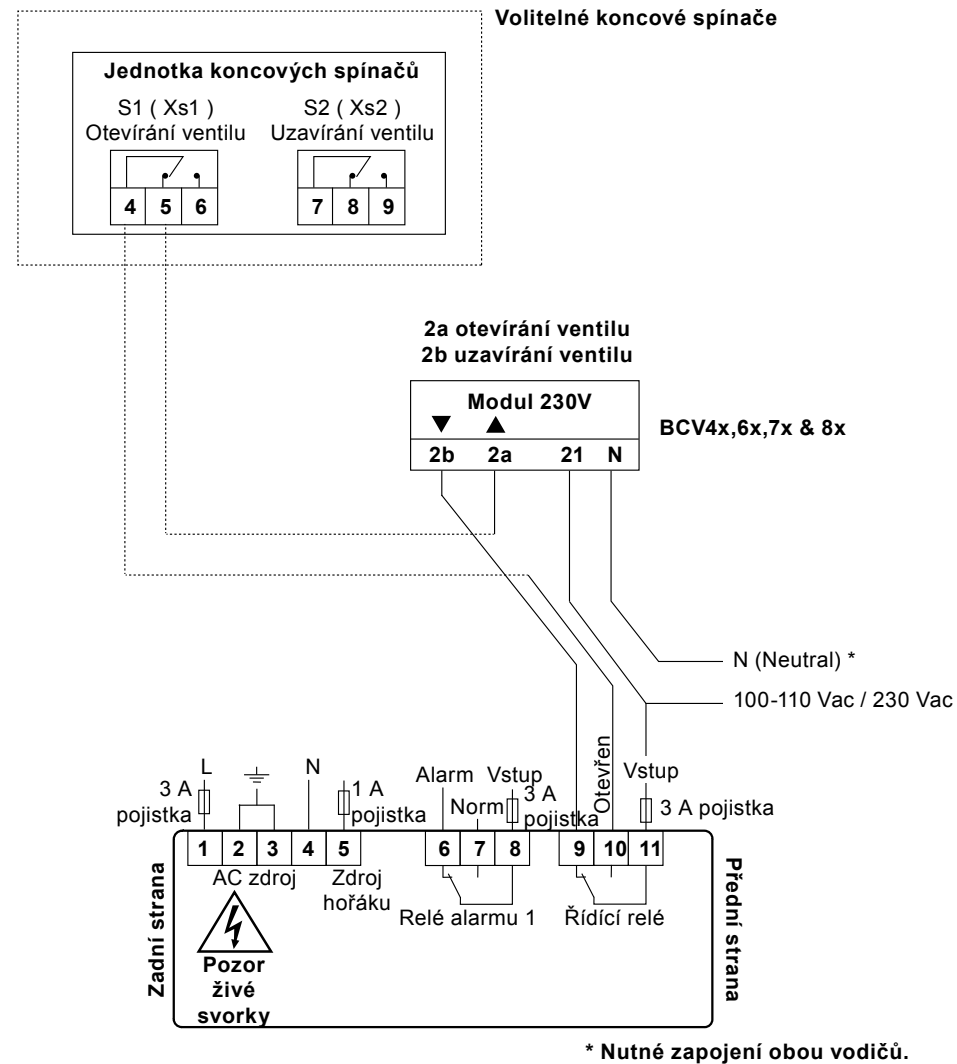 Volitelné koncové spínače
Jednotka koncových spínačů
S1 ( Xs1 )
Otevírání ventilu
S2 ( Xs2 )
Uzavírání ventilu
4 5 6
7 8 9
2a otevírání ventilu
2b uzavírání ventilu
Modul 230V
2b 2a 21 N
BCV4x,6x,7x & 8x
N (Neutral) *
100-110 Vac / 230 Vac
L
3 A
pojistka
N
1 A
pojistka
Alarm
Norm
Vstup
3 A
pojistka
Otevřen
Vstup
3 A pojistka
1 2 3 4 5
6 7 8
9 10 11
AC zdroj
Zdroj
hořáku
Relé alarmu 1
Řídící relé
Zadní strana
Přední strana
Pozor
živé
svorky
* Nutné zapojení obou vodičů.